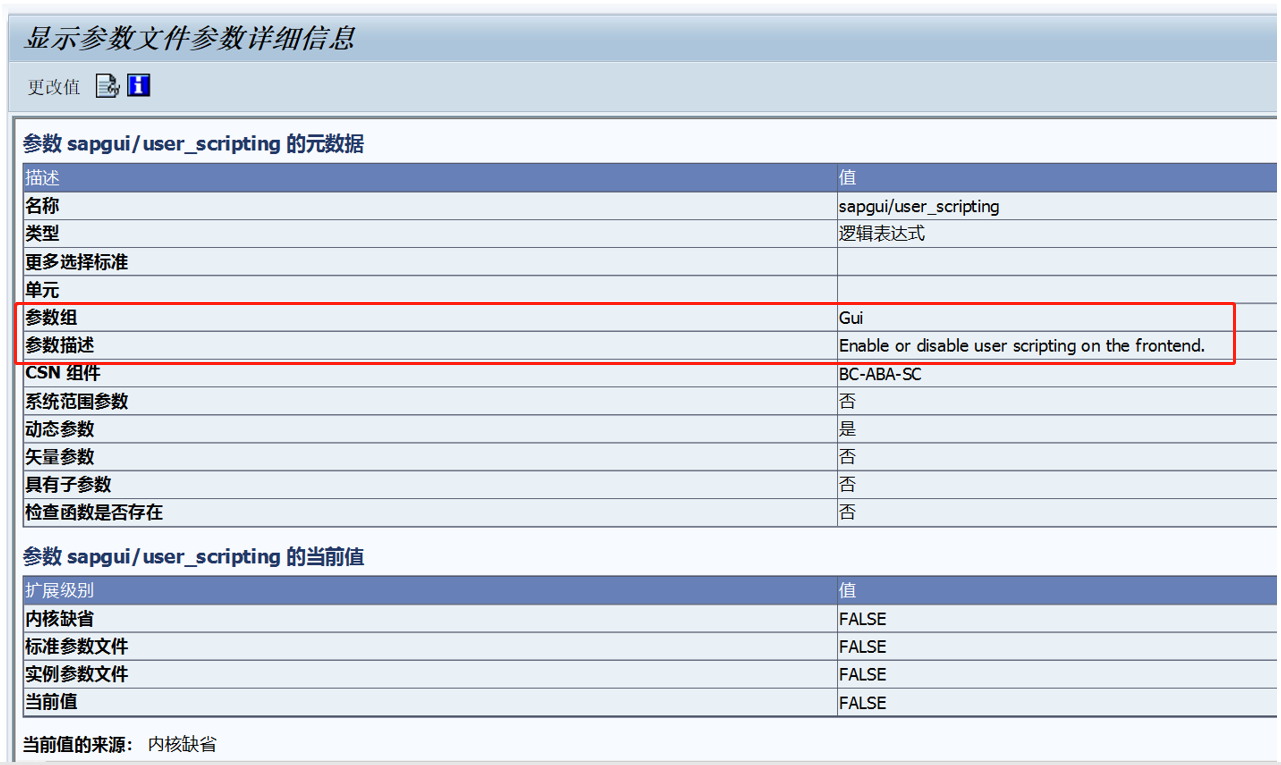 显示参数文件参数详细信息
更改值
参数 sapgui/user_scripting 的元数据
描述 值
名称 sapgui/user_scripting
类型 逻辑表达式
更多选择标准
单元
参数组 Gui
参数描述 Enable or disable user scripting on the frontend.
CSN 组件 BC-ABA-SC
系统范围参数 否
动态参数 是
矢量参数 否
具有子参数 否
检查函数是否存在 否
参数 sapgui/user_scripting 的当前值
扩展级别 值
内核缺省 FALSE
标准参数文件 FALSE
实例参数文件 FALSE
当前值 FALSE
当前值的来源： 内核缺省